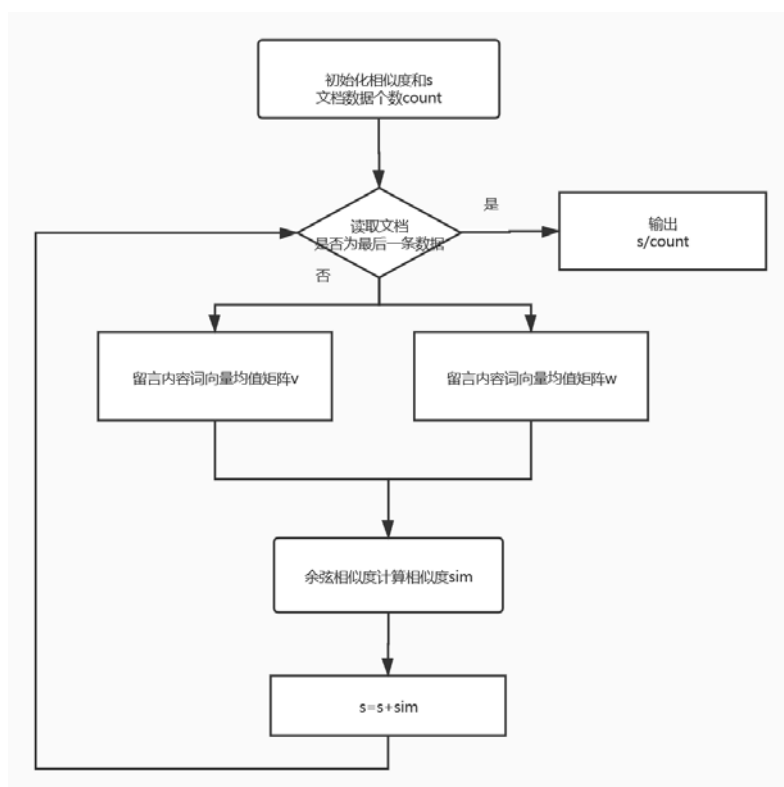 初始化相似度和s
文档数据个数count
读取文档
是否为最后一条数据
是
输出
s/count
否
留言内容词向量均值矩阵v
留言内容词向量均值矩阵w
余弦相似度计算相似度sim
s=s+sim